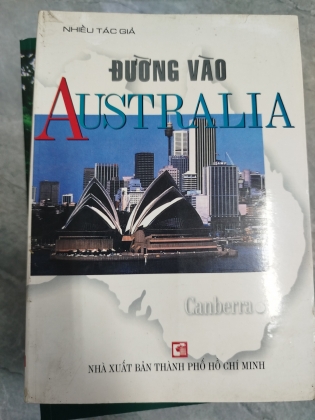 NHIỀU TÁC GIẢ
ĐƯỜNG VÀO
AUSTRALIA
Canberra
NHÀ XUẤT BẢN THÀNH PHỐ HỒ CHÍ MINH